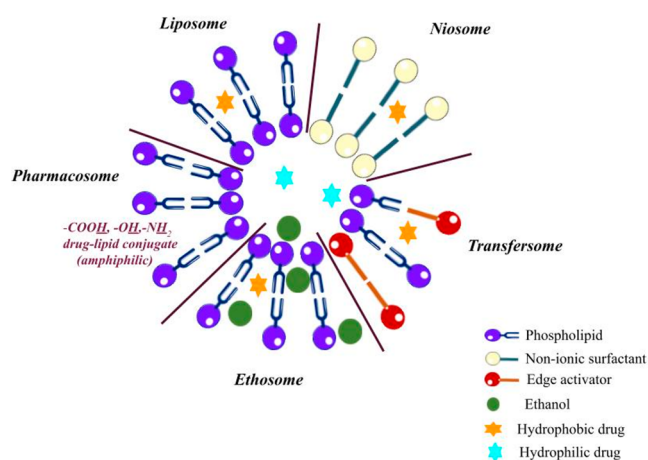 Liposome
Niosome
Pharmacosome
-COOH, -OH,-NH2
drug-lipid conjugate
(amphiphilic)
Transfersome
Ethosome
Phospholipid
Non-ionic surfactant
Edge activator
Ethanol
Hydrophobic drug
Hydrophilic drug